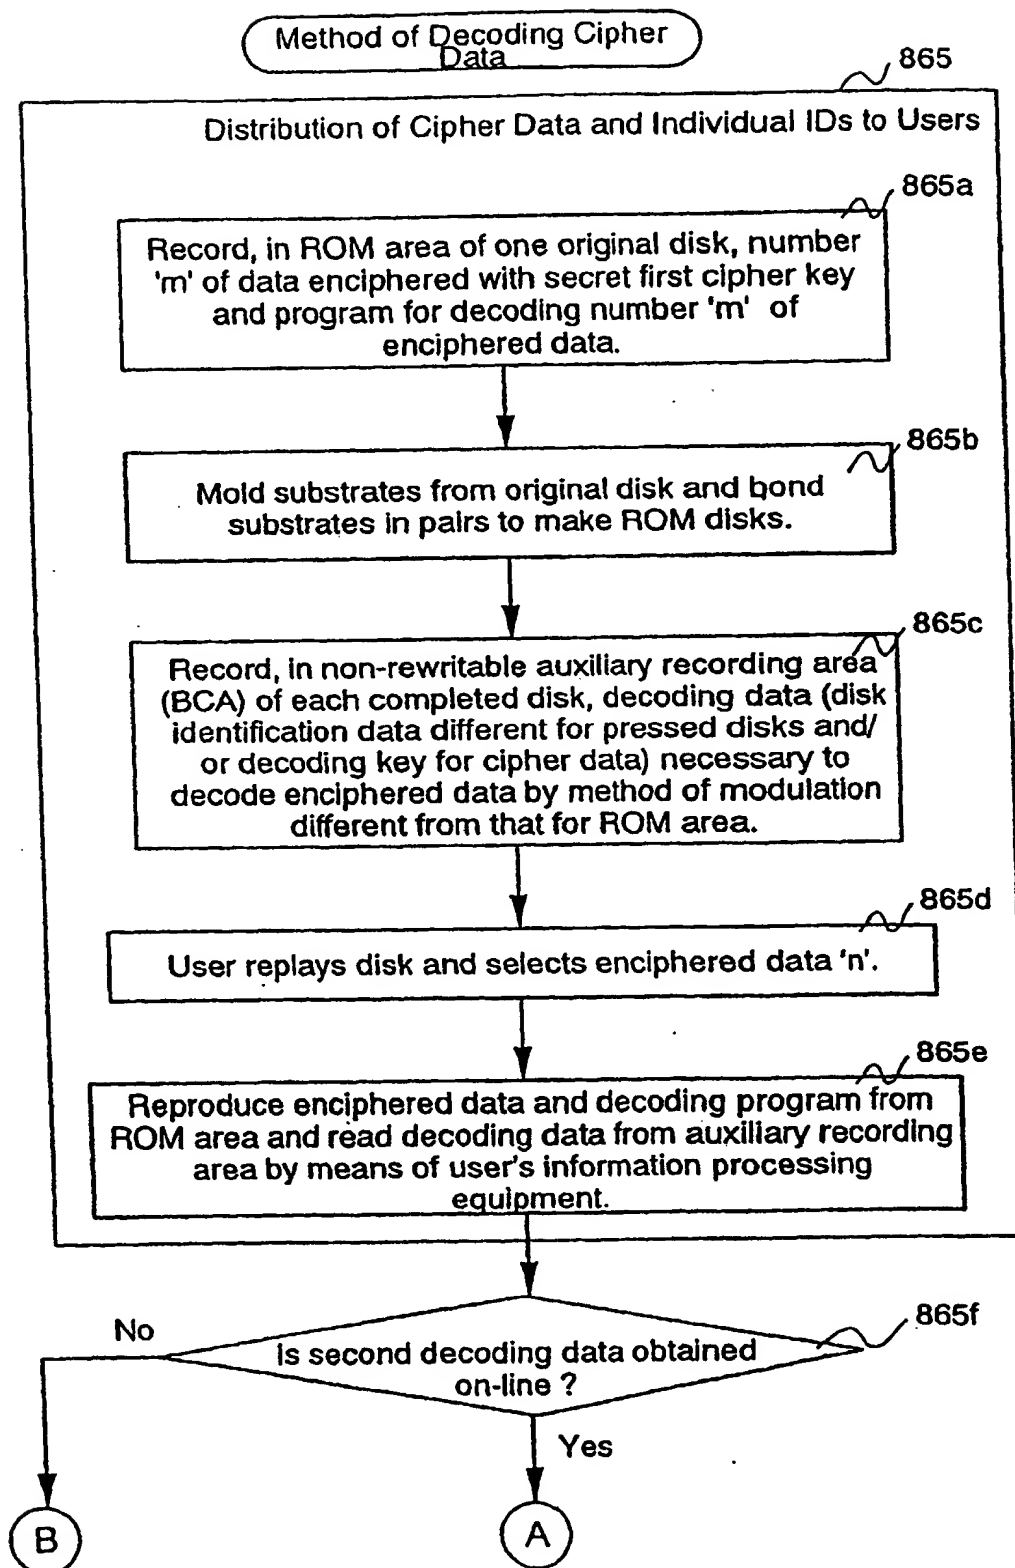 Method of Decoding Cipher
Data
865
Distribution of Cipher Data and Individual IDs to Users
865a
Record, in ROM area of one original disk, number
'm' of data enciphered with secret first cipher key
and program for decoding number 'm' of
enciphered data.
865b
Mold substrates from original disk and bond
substrates in pairs to make ROM disks.
865c
Record, in non-rewritable auxiliary recording area
(BCA) of each completed disk, decoding data (disk
identification data different for pressed disks and/
or decoding key for cipher data) necessary to
decode enciphered data by method of modulation
different from that for ROM area.
865d
User replays disk and selects enciphered data 'n'.
865e
Reproduce enciphered data and decoding program from
ROM area and read decoding data from auxiliary recording
area by means of user's information processing
equipment.
865f
No
Is second decoding data obtained
on-line ?
Yes
B
A